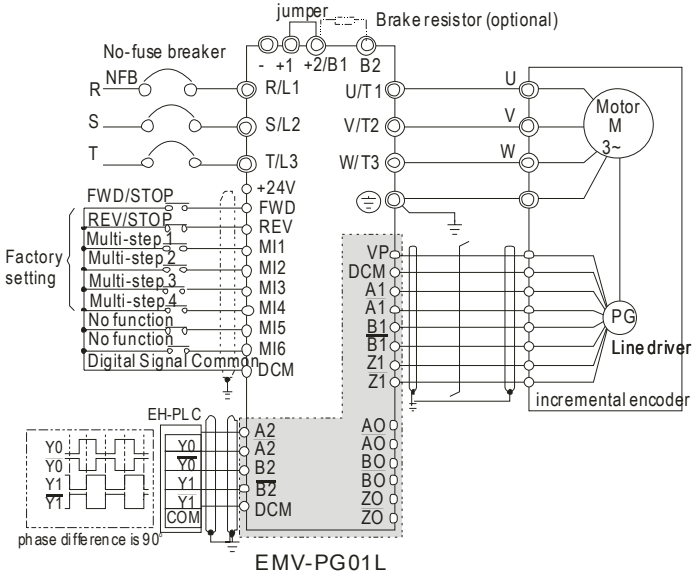 jumper
Brake resistor (optional)
No-fuse breaker
- +1 +2/B1 B2
NFB
R R/L1 U/T1 U
S S/L2 V/T2 V
T T/L3 W/T3 W
Motor
M
3~
+24V
FWD/STOP FWD
REV/STOP REV
Multi-step 1 MI1
Multi-step 2 MI2
Multi-step 3 MI3
Multi-step 4 MI4
Factory
setting
No function MI5
No function MI6
Digital Signal Common DCM
VP
DCM
A1
A1
B1
B1
Z1
Z1
PG
Line driver
incremental encoder
EH-PLC
Y0 A2
Y0 A2
Y1 B2
Y1 B2
COM DCM
AO
AO
BO
BO
ZO
ZO
Y0
Y0
Y1
Y1
phase difference is 90°
EMV-PG01L